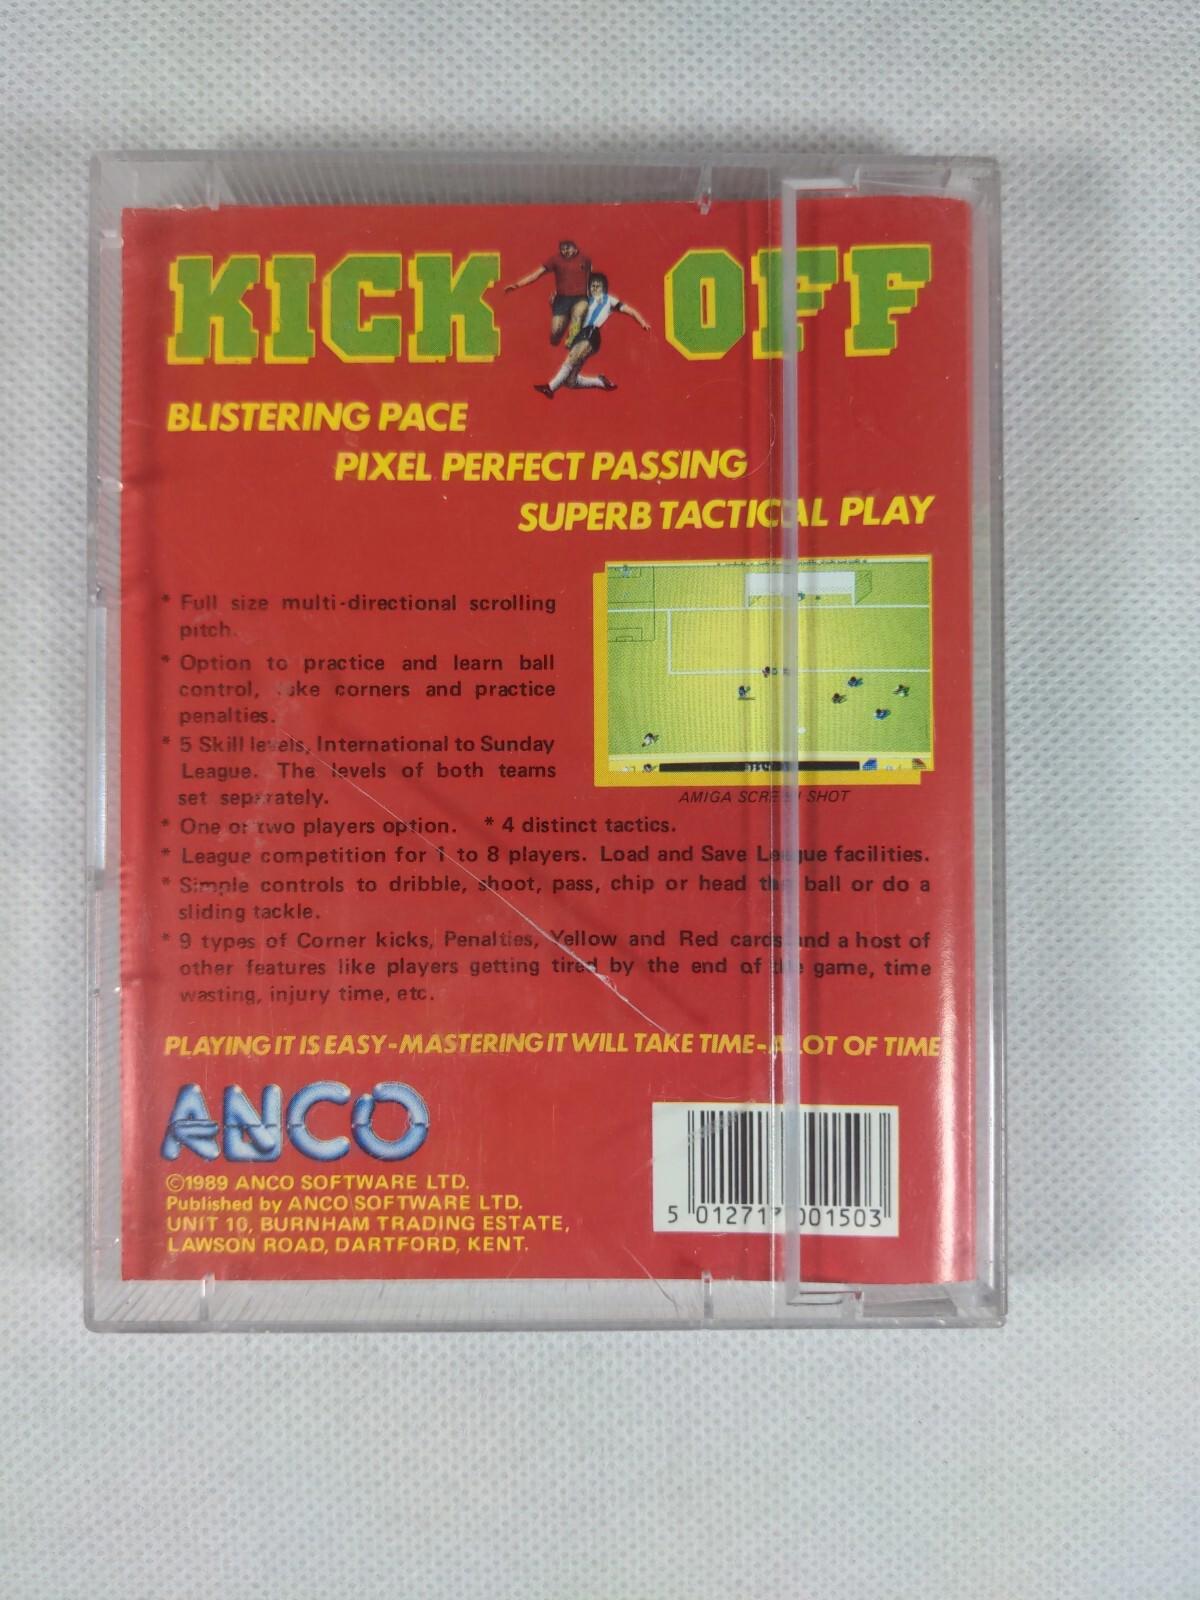 KICK OFF
BLISTERING PACE
PIXEL PERFECT PASSING
SUPERB TACTICAL PLAY
* Full size multi-directional scrolling
pitch.
* Option to practice and learn ball
control, take corners and practice
penalties.
* 5 Skill levels, International to Sunday
League. The levels of both teams
set separately.
AMIGA SCREEN SHOT
* One or two players option. * 4 distinct tactics.
* League competition for 1 to 8 players. Load and Save League facilities.
* Simple controls to dribble, shoot, pass, chip or head the ball or do a
sliding tackle.
* 9 types of Corner kicks, Penalties, Yellow and Red cards and a host of
other features like players getting tired by the end of the game, time
wasting, injury time, etc.
PLAYING IT IS EASY-MASTERING IT WILL TAKE TIME-A LOT OF TIME
ANCO
©1989 ANCO SOFTWARE LTD.
Published by ANCO SOFTWARE LTD.
UNIT 10, BURNHAM TRADING ESTATE,
LAWSON ROAD, DARTFORD, KENT.
5 012717 001503